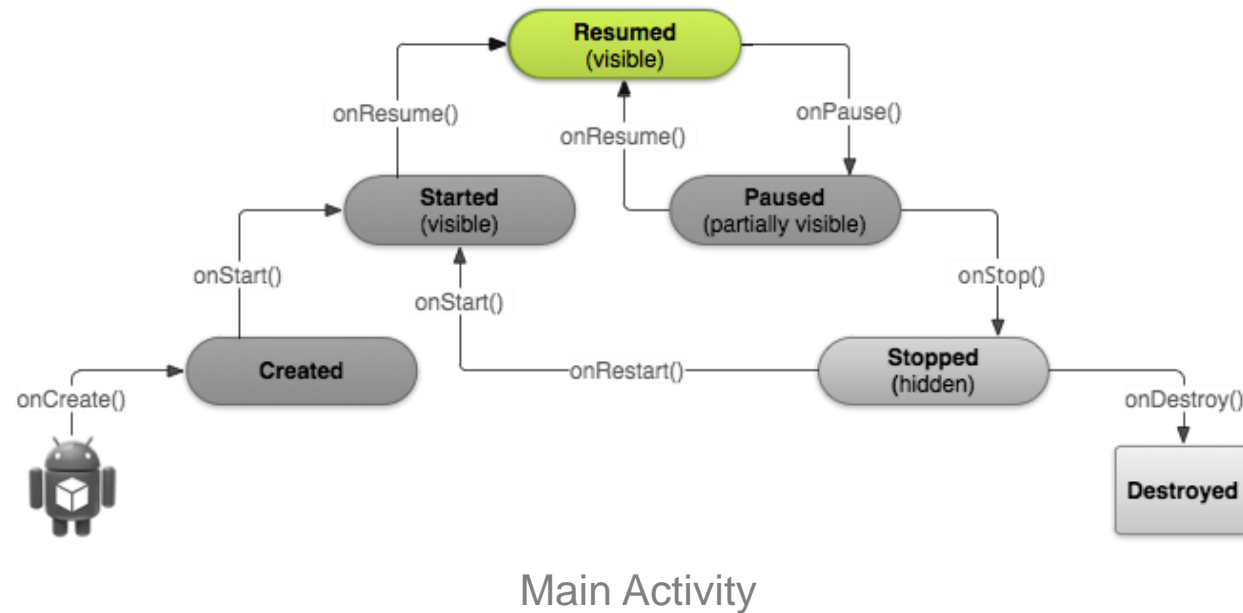 Resumed
(visible)
onResume()
onResume()
onPause()
Started
(visible)
Paused
(partially visible)
onStart()
onStart()
onStop()
Created
onRestart()
Stopped
(hidden)
onCreate()
onDestroy()
Destroyed
Main Activity